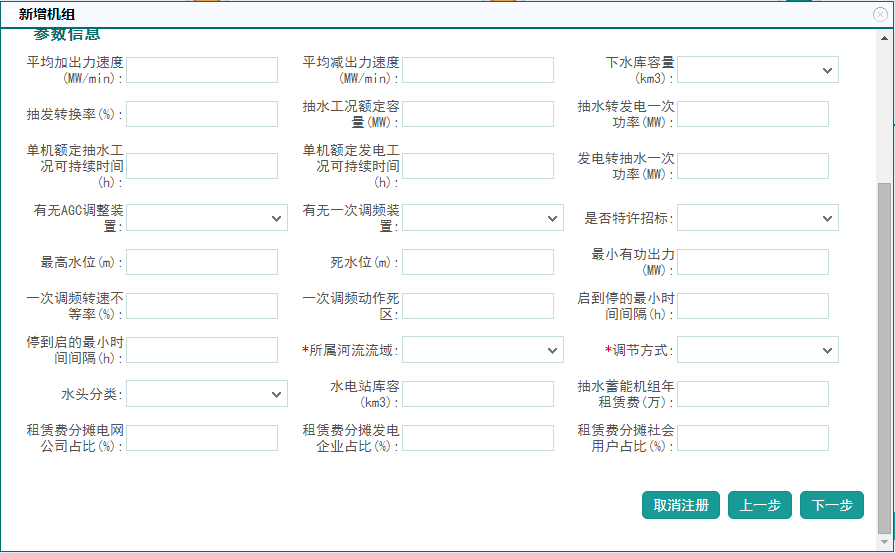 新增机组
参数信息
平均加出力速度
(MW/min):
平均减出力速度
(MW/min):
下水库容量
(km3):
抽发转换率(%):
抽水工况额定容
量(MW):
抽水转发电一次
功率(MW):
单机额定抽水工
况可持续时间
(h):
单机额定发电工
况可持续时间
(h):
发电转抽水一次
功率(MW):
有无AGC调整装
置:
有无一次调频装
置:
是否特许招标:
最高水位(m):
死水位(m):
最小有功出力
(MW):
一次调频转速不
等率(%):
一次调频动作死
区:
启到停的最小时
间间隔(h):
停到启的最小时
间间隔(h):
*所属河流流域:
*调节方式:
水头分类:
水电站库容
(km3):
抽水蓄能机组年
租赁费(万):
租赁费分摊电网
公司占比(%):
租赁费分摊发电
企业占比(%):
租赁费分摊社会
用户占比(%):
取消注册
上一步
下一步